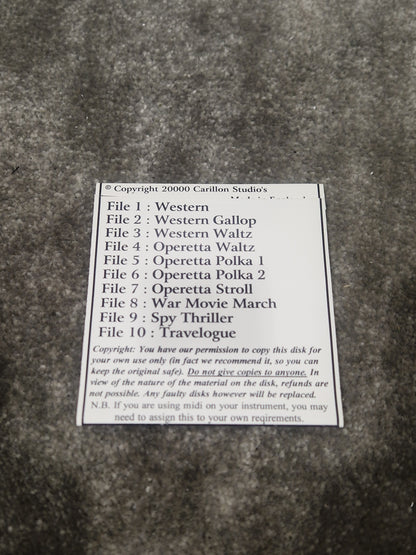 © Copyright 20000 Carillon Studio's
File 1 : Western
File 2 : Western Gallop
File 3 : Western Waltz
File 4 : Operetta Waltz
File 5 : Operetta Polka 1
File 6 : Operetta Polka 2
File 7 : Operetta Stroll
File 8 : War Movie March
File 9 : Spy Thriller
File 10 : Travelogue
Copyright: You have our permission to copy this disk for
your own use only (in fact we recommend it, so you can
keep the original safe). Do not give copies to anyone. In
view of the nature of the material on the disk, refunds are
not possible. Any faulty disks however will be replaced.
N.B. If you are using midi on your instrument, you may
need to assign this to your own reqirements.